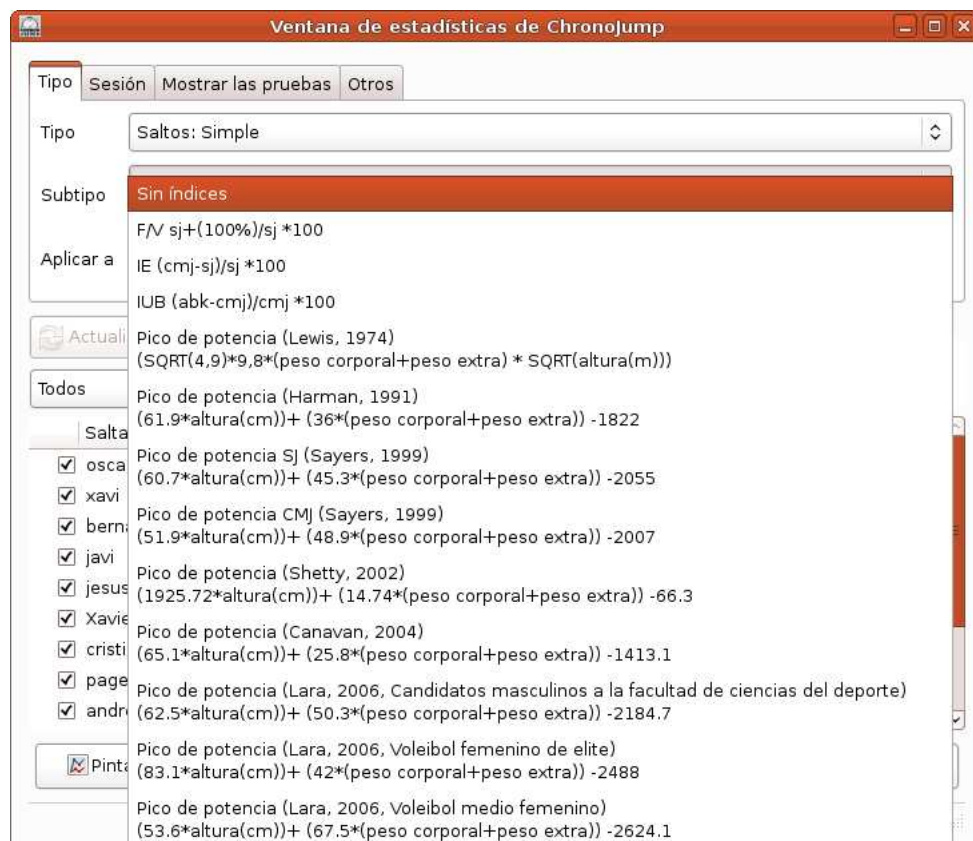 Ventana de estadísticas de ChronoJump
Tipo Sesión Mostrar las pruebas Otros
Tipo Saltos: Simple
Subtipo Sin índices
F/V sj+(100%)/sj *100
Aplicar a IE (cmj-sj)/sj *100
IUB (abk-cmj)/cmj *100
Actuali Pico de potencia (Lewis, 1974)
(SQRT(4,9)*9,8*(peso corporal+peso extra) * SQRT(altura(m)))
Todos Pico de potencia (Harman, 1991)
(61.9*altura(cm))+ (36*(peso corporal+peso extra)) -1822
Salta
osca Pico de potencia SJ (Sayers, 1999)
(60.7*altura(cm))+ (45.3*(peso corporal+peso extra)) -2055
xavi
berna Pico de potencia CMJ (Sayers, 1999)
(51.9*altura(cm))+ (48.9*(peso corporal+peso extra)) -2007
javi
jesus Pico de potencia (Shetty, 2002)
(1925.72*altura(cm))+ (14.74*(peso corporal+peso extra)) -66.3
Xavie
cristi Pico de potencia (Canavan, 2004)
(65.1*altura(cm))+ (25.8*(peso corporal+peso extra)) -1413.1
page
andre Pico de potencia (Lara, 2006, Candidatos masculinos a la facultad de ciencias del deporte)
(62.5*altura(cm))+ (50.3*(peso corporal+peso extra)) -2184.7
Pinta Pico de potencia (Lara, 2006, Voleibol femenino de elite)
(83.1*altura(cm))+ (42*(peso corporal+peso extra)) -2488
Pico de potencia (Lara, 2006, Voleibol medio femenino)
(53.6*altura(cm))+ (67.5*(peso corporal+peso extra)) -2624.1